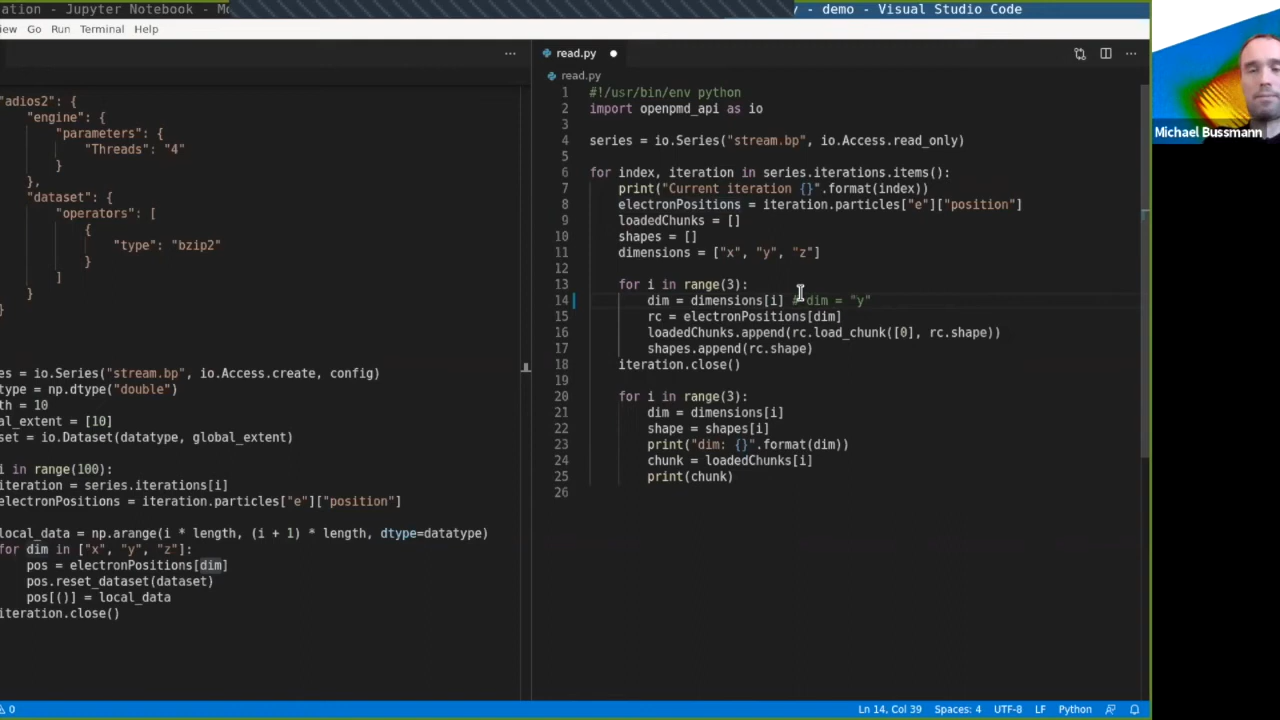 ation - Jupyter Notebook - Mo
- demo - Visual Studio Code
iew Go Run Terminal Help
read.py
read.py
"adios2": {
"engine": {
"parameters": {
"Threads": "4"
}
},
"dataset": {
"operators": [
{
"type": "bzip2"
}
]
}
}
es = io.Series("stream.bp", io.Access.create, config)
type = np.dtype("double")
th = 10
al_extent = [10]
set = io.Dataset(datatype, global_extent)
i in range(100):
iteration = series.iterations[i]
electronPositions = iteration.particles["e"]["position"]
local_data = np.arange(i * length, (i + 1) * length, dtype=datatype)
for dim in ["x", "y", "z"]:
pos = electronPositions[dim]
pos.reset_dataset(dataset)
pos[()] = local_data
iteration.close()
1 #!/usr/bin/env python
2 import openpmd_api as io
3
4 series = io.Series("stream.bp", io.Access.read_only)
5
6 for index, iteration in series.iterations.items():
7 print("Current iteration {}".format(index))
8 electronPositions = iteration.particles["e"]["position"]
9 loadedChunks = []
10 shapes = []
11 dimensions = ["x", "y", "z"]
12
13 for i in range(3):
14 dim = dimensions[i] # dim = "y"
15 rc = electronPositions[dim]
16 loadedChunks.append(rc.load_chunk([0], rc.shape))
17 shapes.append(rc.shape)
18 iteration.close()
19
20 for i in range(3):
21 dim = dimensions[i]
22 shape = shapes[i]
23 print("dim: {}".format(dim))
24 chunk = loadedChunks[i]
25 print(chunk)
26
Michael Bussmann
0
Ln 14, Col 39 Spaces: 4 UTF-8 LF Python